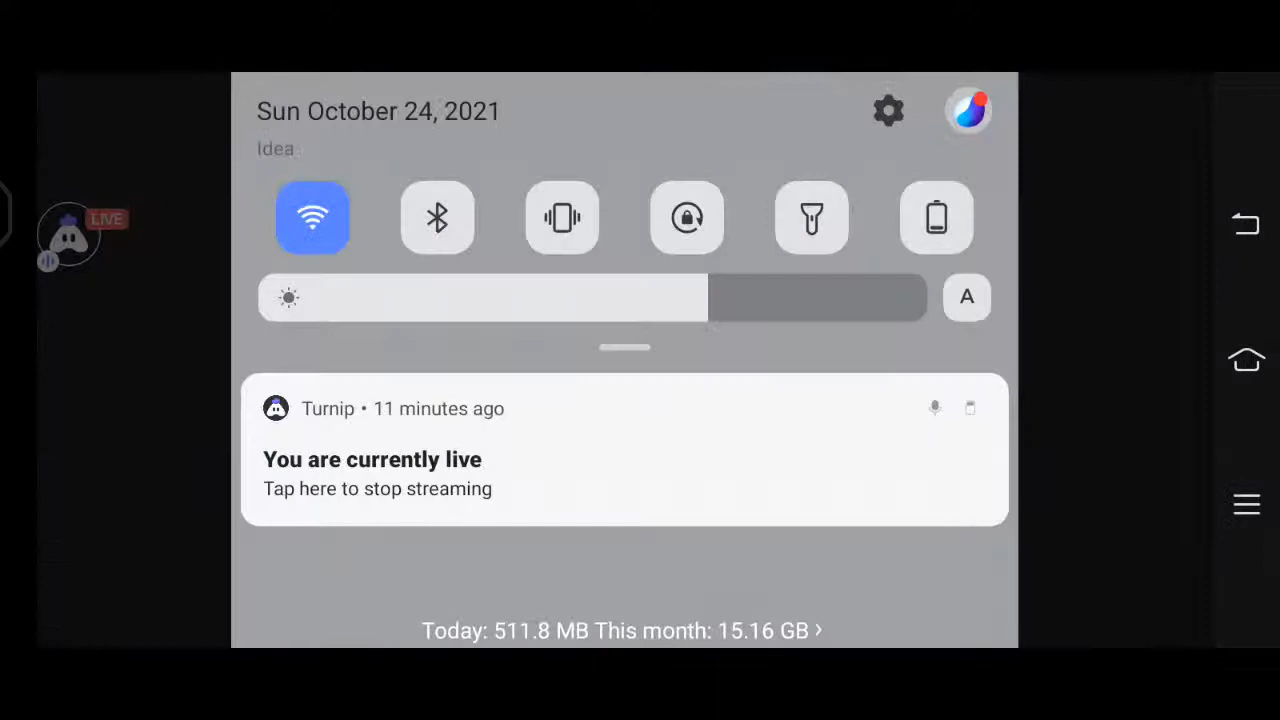 Sun October 24, 2021
Idea
LIVE
A
Turnip • 11 minutes ago
You are currently live
Tap here to stop streaming
Today: 511.8 MB This month: 15.16 GB ›